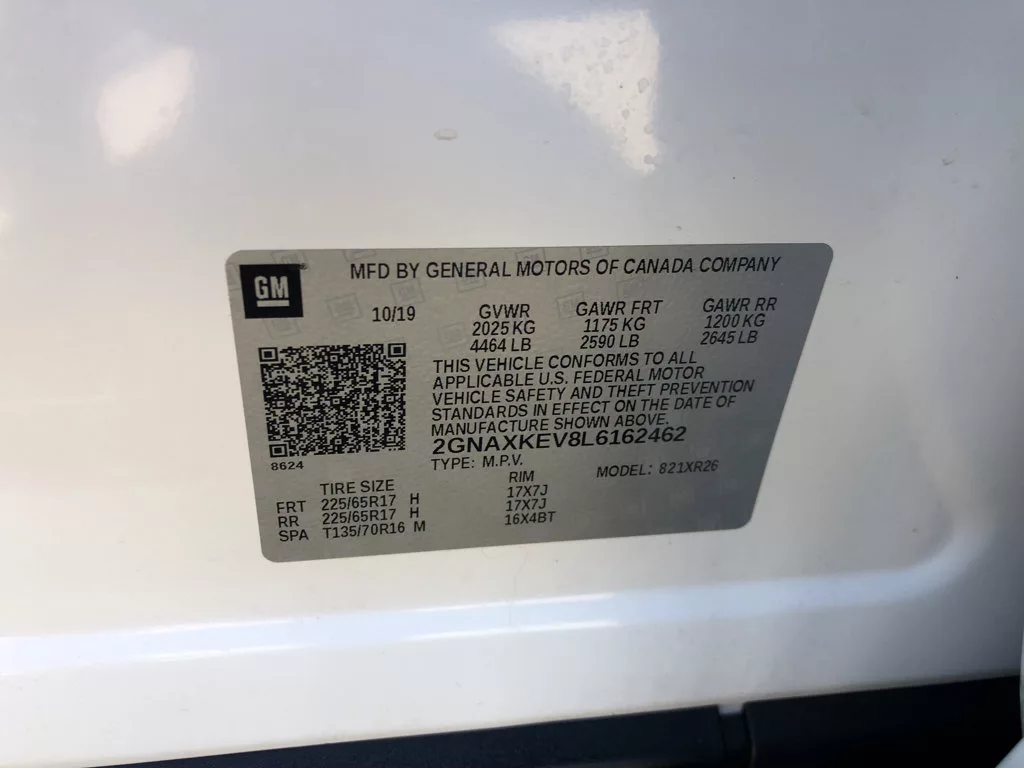 GM
MFD BY GENERAL MOTORS OF CANADA COMPANY
10/19 GVWR GAWR FRT GAWR RR
2025 KG 1175 KG 1200 KG
4464 LB 2590 LB 2645 LB
THIS VEHICLE CONFORMS TO ALL
APPLICABLE U.S. FEDERAL MOTOR
VEHICLE SAFETY AND THEFT PREVENTION
STANDARDS IN EFFECT ON THE DATE OF
MANUFACTURE SHOWN ABOVE.
2GNAXKEV8L6162462
8624 TYPE: M.P.V. MODEL: 821XR26
TIRE SIZE RIM
FRT 225/65R17 H 17X7J
RR 225/65R17 H 17X7J
SPA T135/70R16 M 16X4BT